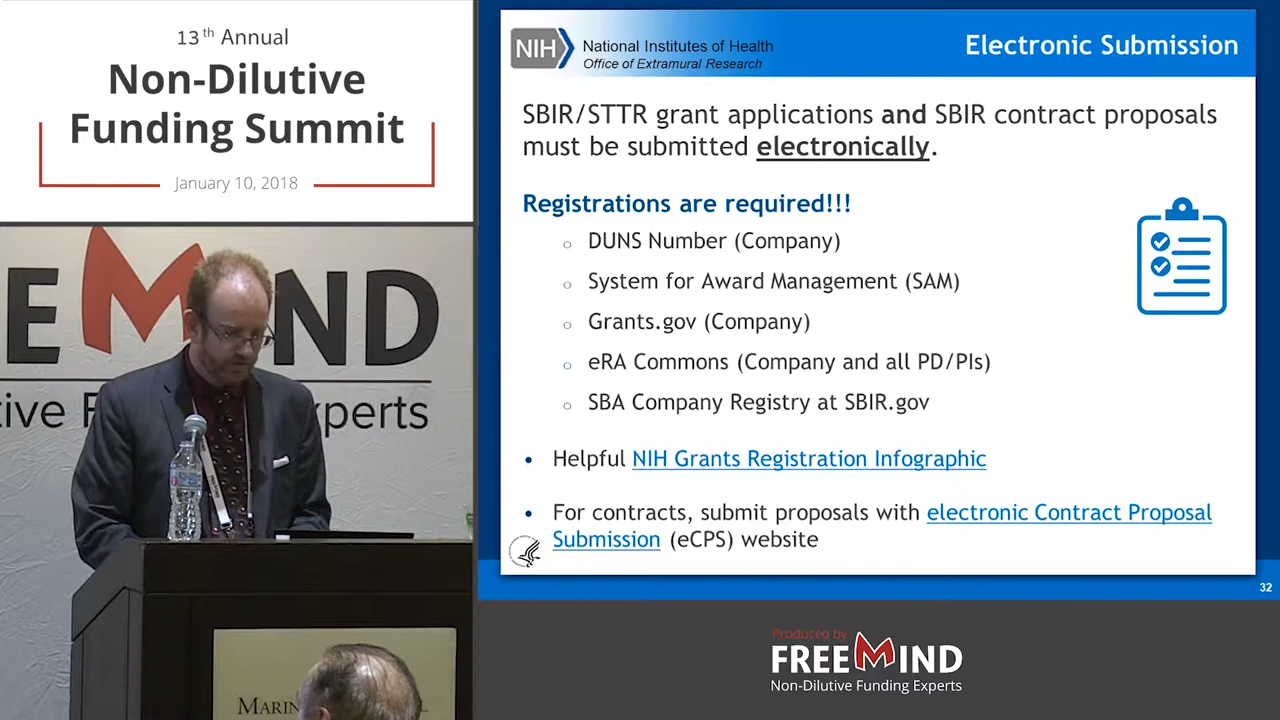 13th Annual
Non-Dilutive
Funding Summit
January 10, 2018
E MIND
tive F xperts
MARIN L
NIH National Institutes of Health
Office of Extramural Research
Electronic Submission
SBIR/STTR grant applications and SBIR contract proposals
must be submitted electronically.
Registrations are required!!!
DUNS Number (Company)
System for Award Management (SAM)
Grants.gov (Company)
eRA Commons (Company and all PD/PIs)
SBA Company Registry at SBIR.gov
Helpful NIH Grants Registration Infographic
For contracts, submit proposals with electronic Contract Proposal
Submission (eCPS) website
32
Produced by
FREEMIND
Non-Dilutive Funding Experts